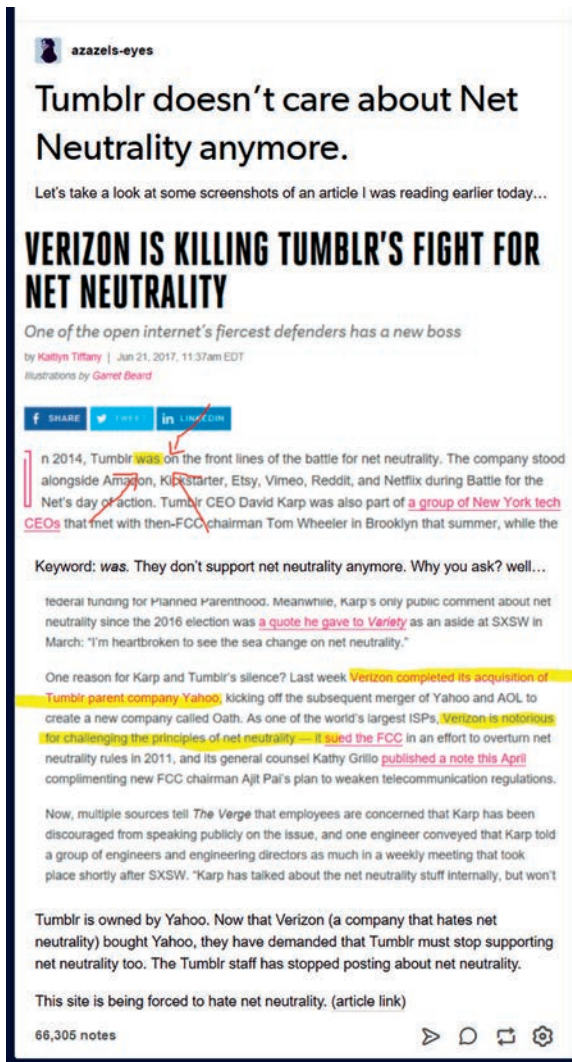 azazels-eyes
Tumblr doesn't care about Net
Neutrality anymore.
Let's take a look at some screenshots of an article I was reading earlier today...
VERIZON IS KILLING TUMBLR'S FIGHT FOR
NET NEUTRALITY
One of the open internet's fiercest defenders has a new boss
by Kaitlyn Tiffany | Jun 21, 2017, 11:37am EDT
Illustrations by Garret Beard
f SHARE TWEET in LINKEDIN
In 2014, Tumblr was on the front lines of the battle for net neutrality. The company stood
alongside Amazon, Kickstarter, Etsy, Vimeo, Reddit, and Netflix during Battle for the
Net's day of action. Tumblr CEO David Karp was also part of a group of New York tech
CEOs that met with then-FCC chairman Tom Wheeler in Brooklyn that summer, while the
Keyword: was. They don't support net neutrality anymore. Why you ask? well...
federal funding for Planned Parenthood. Meanwhile, Karp's only public comment about net
neutrality since the 2016 election was a quote he gave to Variety as an aside at SXSW in
March: "I'm heartbroken to see the sea change on net neutrality."
One reason for Karp and Tumblr's silence? Last week Verizon completed its acquisition of
Tumblr parent company Yahoo, kicking off the subsequent merger of Yahoo and AOL to
create a new company called Oath. As one of the world's largest ISPs, Verizon is notorious
for challenging the principles of net neutrality — it sued the FCC in an effort to overturn net
neutrality rules in 2011, and its general counsel Kathy Grillo published a note this April
complimenting new FCC chairman Ajit Pai's plan to weaken telecommunication regulations.
Now, multiple sources tell The Verge that employees are concerned that Karp has been
discouraged from speaking publicly on the issue, and one engineer conveyed that Karp told
a group of engineers and engineering directors as much in a weekly meeting that took
place shortly after SXSW. "Karp has talked about the net neutrality stuff internally, but won't
Tumblr is owned by Yahoo. Now that Verizon (a company that hates net
neutrality) bought Yahoo, they have demanded that Tumblr must stop supporting
net neutrality too. The Tumblr staff has stopped posting about net neutrality.
This site is being forced to hate net neutrality. (article link)
66,305 notes